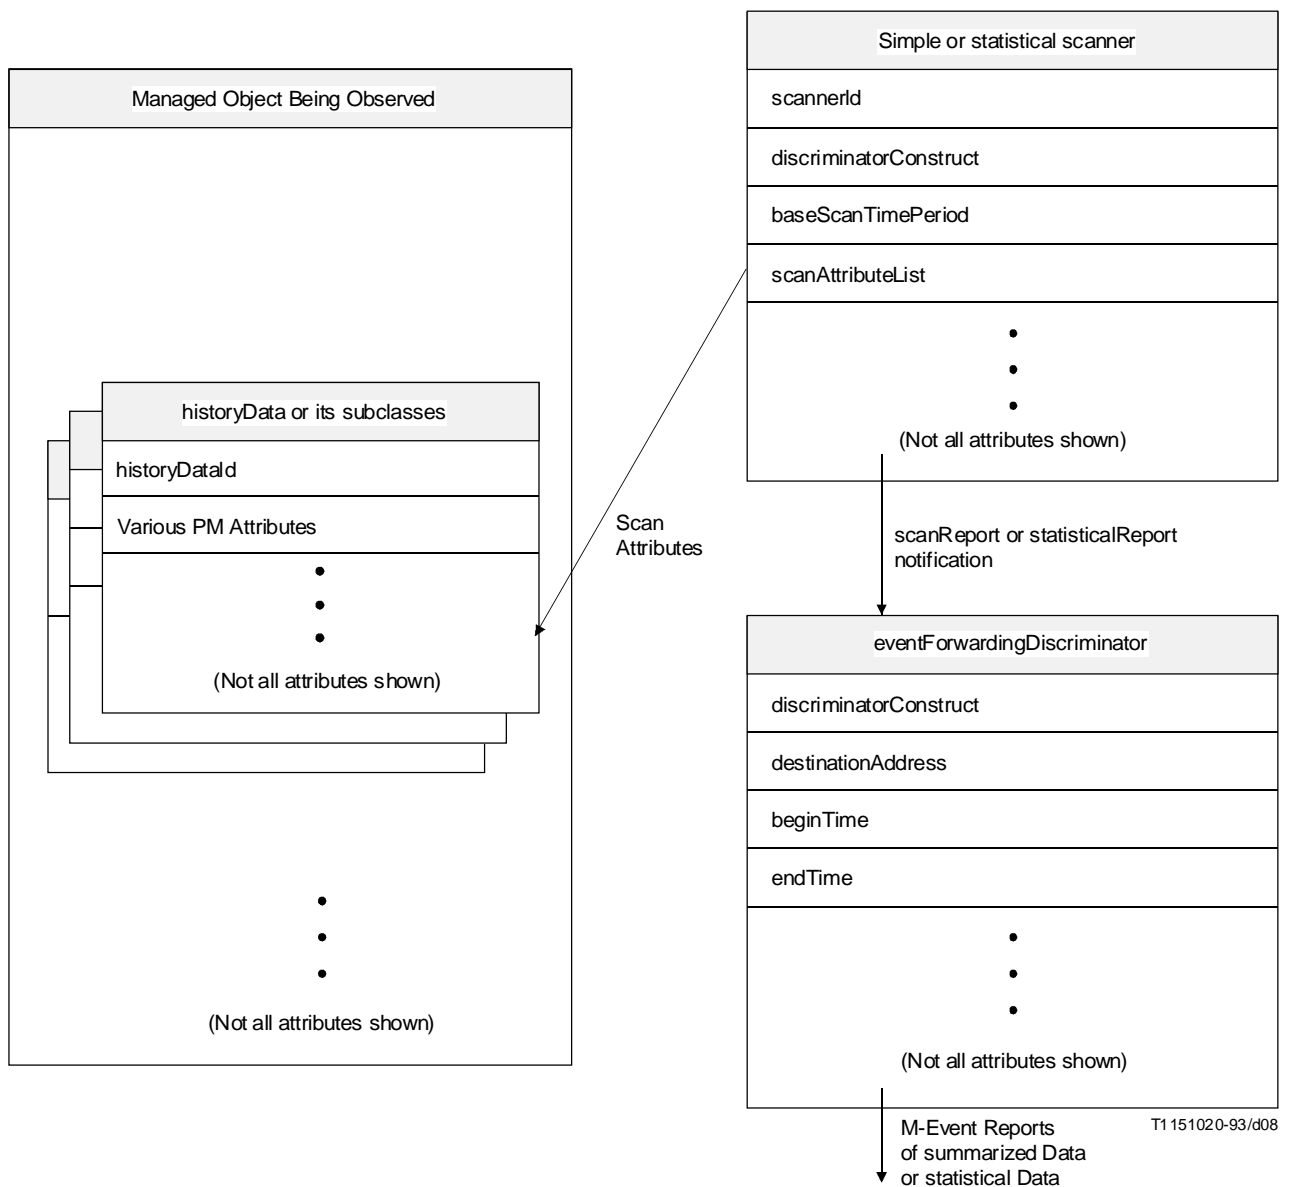 Managed Object Being Observed
historyData or its subclasses
historyDataId
Various PM Attributes
(Not all attributes shown)
(Not all attributes shown)
Scan
Attributes
Simple or statistical scanner
scannerId
discriminatorConstruct
baseScanTimePeriod
scanAttributeList
(Not all attributes shown)
scanReport or statisticalReport
notification
eventForwardingDiscriminator
discriminatorConstruct
destinationAddress
beginTime
endTime
(Not all attributes shown)
M-Event Reports
of summarized Data
or statistical Data
T1151020-93/d08